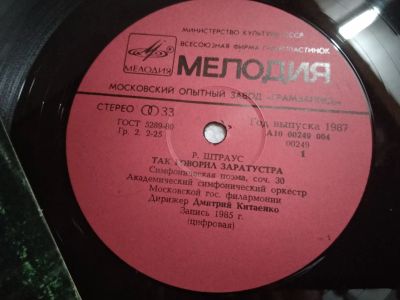 МИНИСТЕРСТВО КУЛЬТУРЫ СССР
ВСЕСОЮЗНАЯ ФИРМА ГРАМПЛАСТИНОК
МЕЛОДИЯ
МЕЛОДИЯ
МОСКОВСКИЙ ОПЫТНЫЙ ЗАВОД «ГРАМЗАПИСЬ»
СТЕРЕО 33
ГОСТ 5289-80
Гр. 2. 2-25
Год выпуска 1987
А10 00249 004
00249
1
Р. ШТРАУС
ТАК ГОВОРИЛ ЗАРАТУСТРА
Симфоническая поэма, соч. 30
Академический симфонический оркестр
Московской гос. филармонии
Дирижер Дмитрий Китаенко
Запись 1985 г.
(цифровая)